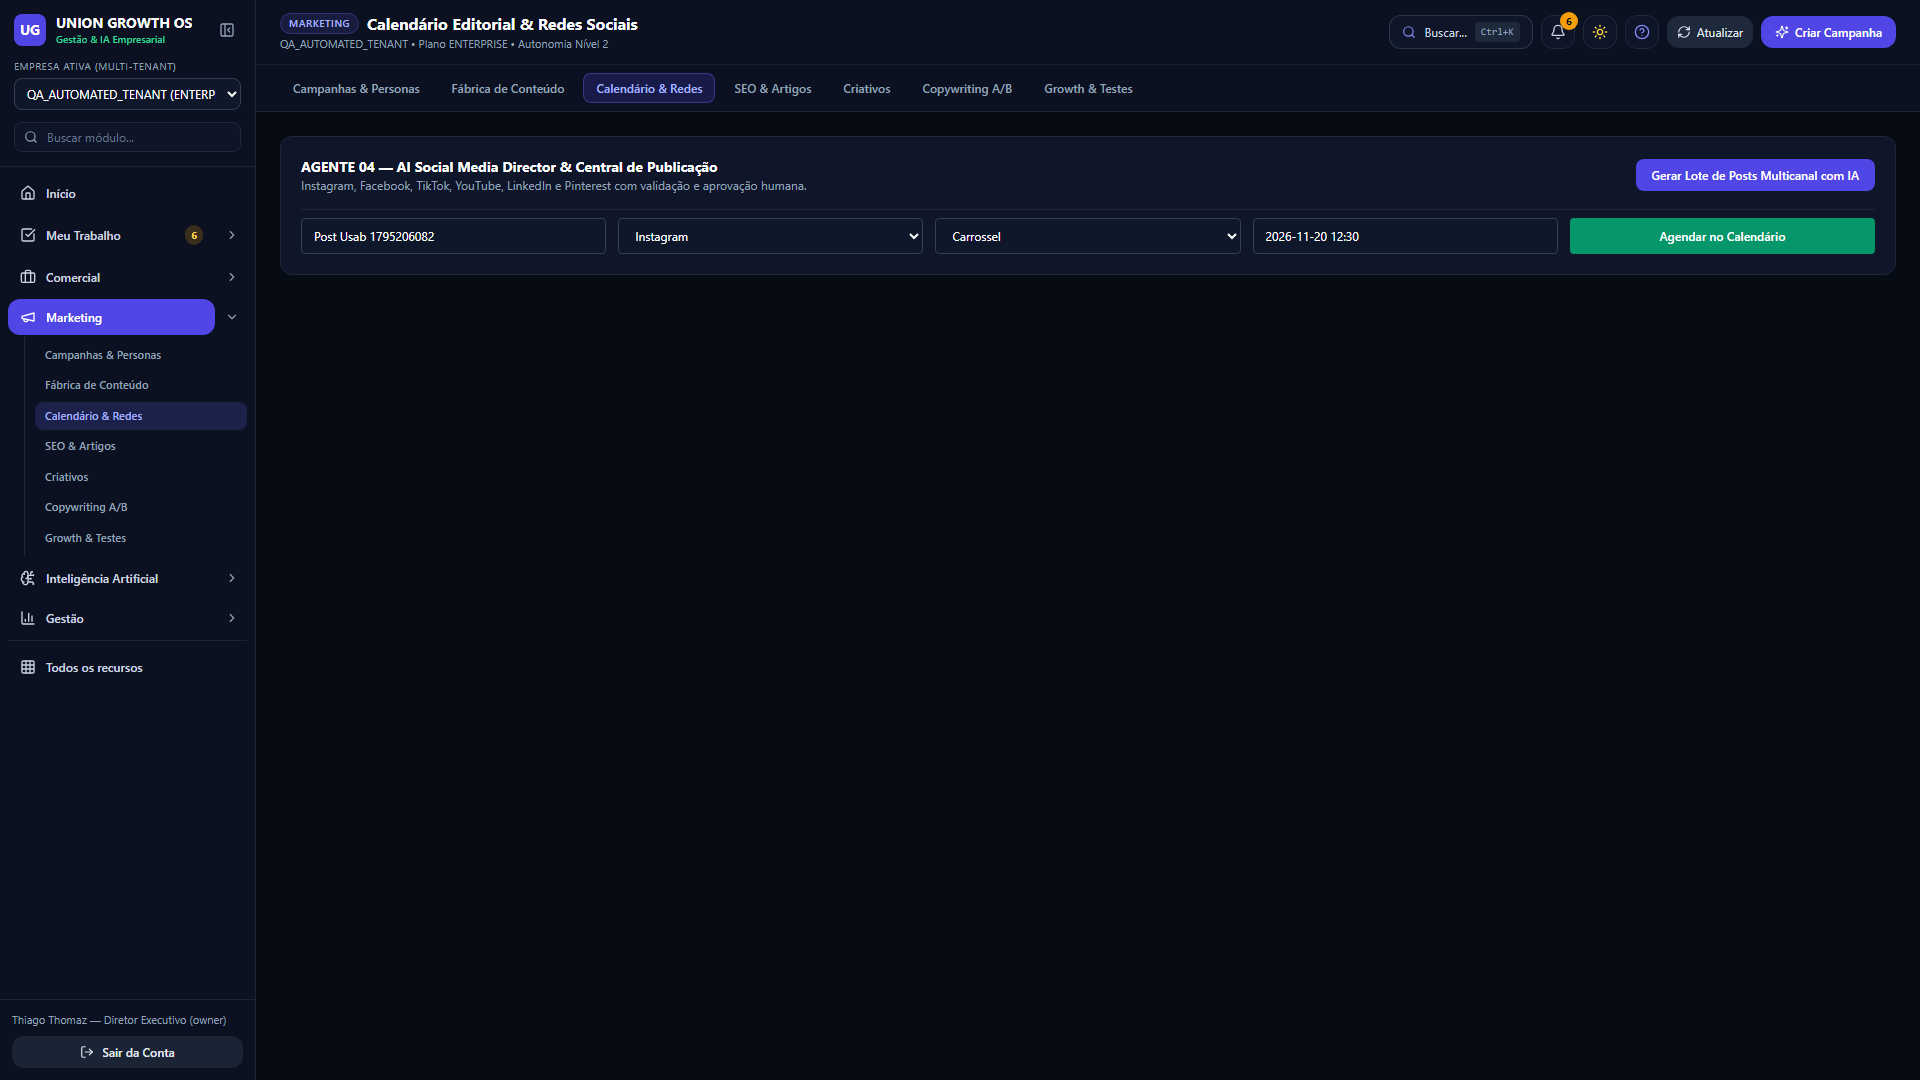 UG
UNION GROWTH OS
Gestão & IA Empresarial
EMPRESA ATIVA (MULTI-TENANT)
QA_AUTOMATED_TENANT (ENTERP
Buscar módulo...
Início
Meu Trabalho 6
Comercial
Marketing
Campanhas & Personas
Fábrica de Conteúdo
Calendário & Redes
SEO & Artigos
Criativos
Copywriting A/B
Growth & Testes
Inteligência Artificial
Gestão
Todos os recursos
Thiago Thomaz — Diretor Executivo (owner)
Sair da Conta
MARKETING Calendário Editorial & Redes Sociais
QA_AUTOMATED_TENANT • Plano ENTERPRISE • Autonomia Nível 2
Buscar... Ctrl+K
6
Atualizar
Criar Campanha
Campanhas & Personas
Fábrica de Conteúdo
Calendário & Redes
SEO & Artigos
Criativos
Copywriting A/B
Growth & Testes
AGENTE 04 — AI Social Media Director & Central de Publicação
Instagram, Facebook, TikTok, YouTube, LinkedIn e Pinterest com validação e aprovação humana.
Gerar Lote de Posts Multicanal com IA
Post Usab 1795206082
Instagram
Carrossel
2026-11-20 12:30
Agendar no Calendário